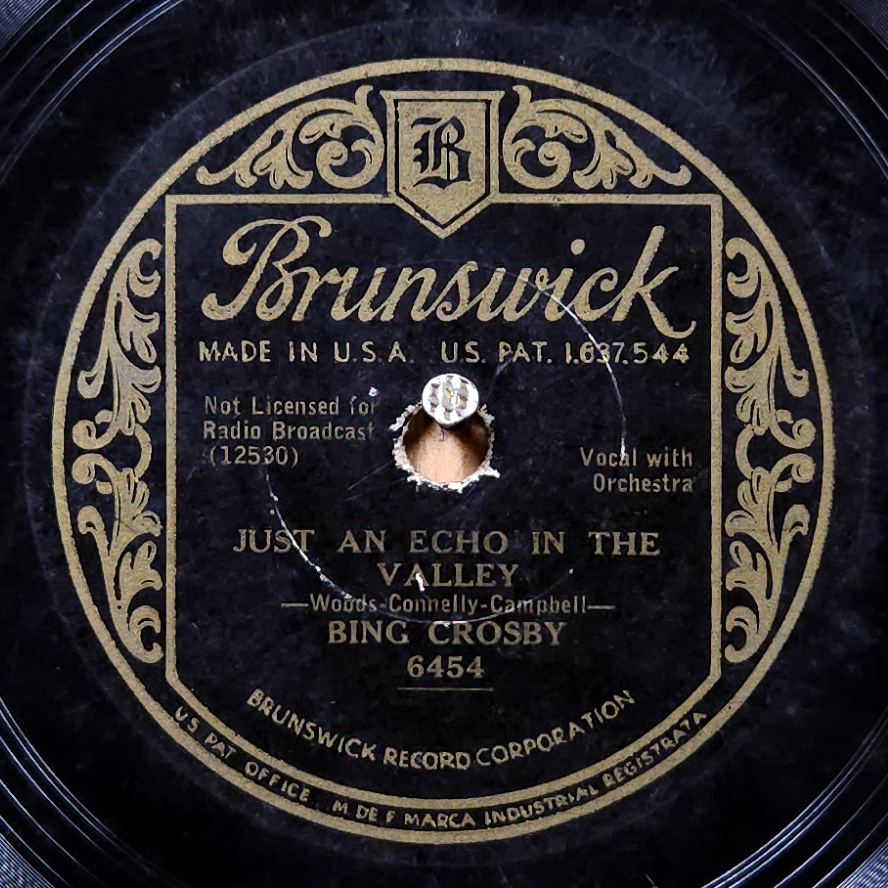 B
Brunswick
MADE IN U.S.A. U.S. PAT. 1.637.544
Not Licensed for
Radio Broadcast
(12530)
Vocal with
Orchestra
JUST AN ECHO IN THE
VALLEY
—Woods-Connelly-Campbell—
BING CROSBY
6454
BRUNSWICK RECORD CORPORATION
U.S. PAT OFFICE M DE F MARCA INDUSTRIAL REGISTRATA